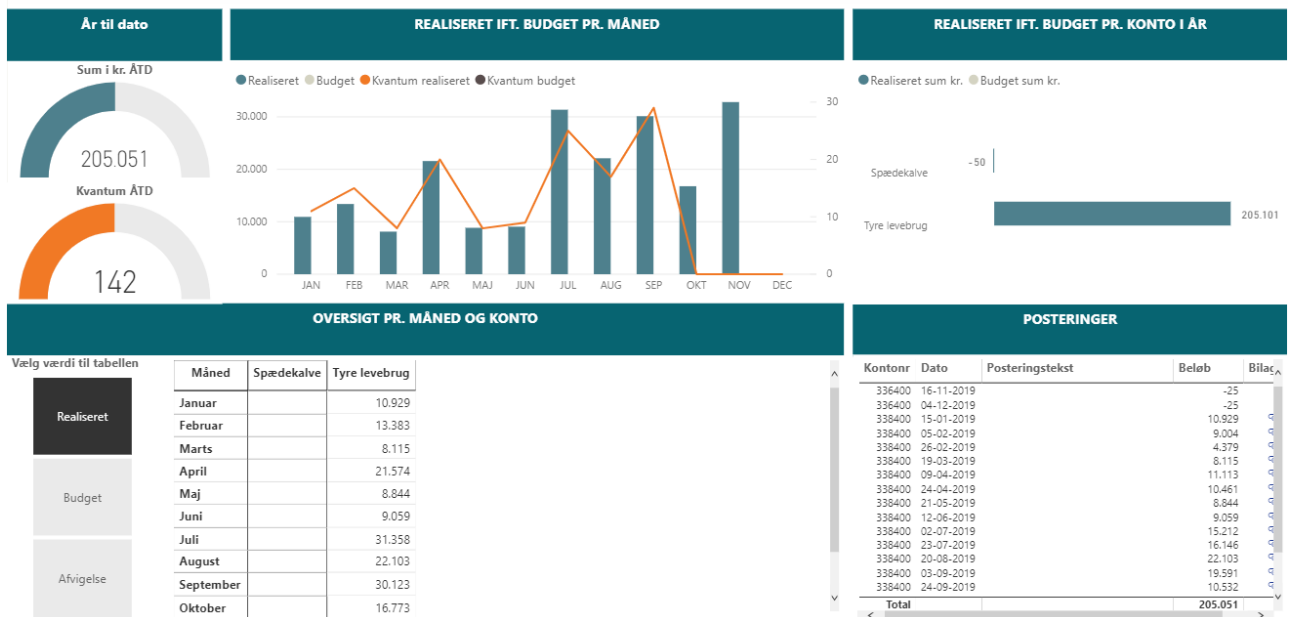 År til dato
Sum i kr. ÅTD
205.051
Kvantum ÅTD
142
REALISERET IFT. BUDGET PR. MÅNED
Realiseret Budget Kvantum realiseret Kvantum budget
30.000
20.000
10.000
0
30
20
10
0
JAN FEB MAR APR MAJ JUN JUL AUG SEP OKT NOV DEC
REALISERET IFT. BUDGET PR. KONTO I ÅR
Realiseret sum kr. Budget sum kr.
Spædekalve -50
Tyre levebrug 205.101
OVERSIGT PR. MÅNED OG KONTO
Vælg værdi til tabellen
Realiseret
Budget
Afvigelse
Måned Spædekalve Tyre levebrug
Januar 10.929
Februar 13.383
Marts 8.115
April 21.574
Maj 8.844
Juni 9.059
Juli 31.358
August 22.103
September 30.123
Oktober 16.773
POSTERINGER
Kontonr Dato Posteringstekst Beløb Bilag
336400 16-11-2019 -25
336400 04-12-2019 -25
338400 15-01-2019 10.929
338400 05-02-2019 9.004
338400 26-02-2019 4.379
338400 19-03-2019 8.115
338400 09-04-2019 11.113
338400 24-04-2019 10.461
338400 21-05-2019 8.844
338400 12-06-2019 9.059
338400 02-07-2019 15.212
338400 23-07-2019 16.146
338400 20-08-2019 22.103
338400 03-09-2019 19.591
338400 24-09-2019 10.532
Total 205.051